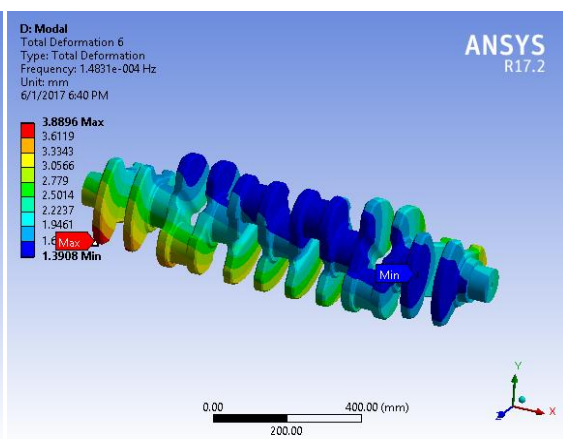 D: Modal
Total Deformation 6
Type: Total Deformation
Frequency: 1.4831e-004 Hz
Unit: mm
6/1/2017 6:40 PM
ANSYS
R17.2
3.8896 Max
3.6119
3.3343
3.0566
2.779
2.5014
2.2237
1.9461
Max
1.3908 Min
Min
0.00
400.00 (mm)
200.00
Y
Z
X